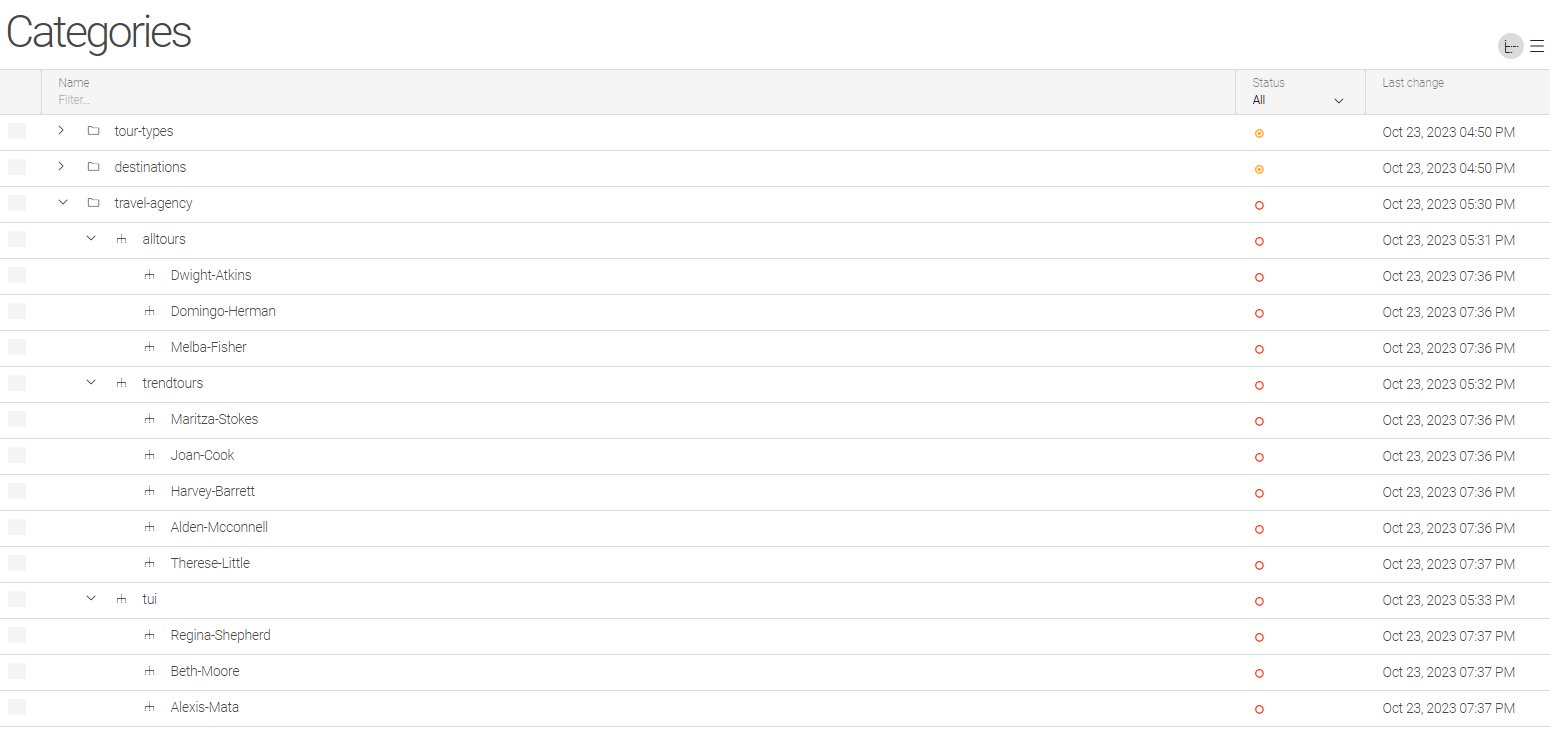 Categories
Name Status Last change
Filter... All
tour-types Oct 23, 2023 04:50 PM
destinations Oct 23, 2023 04:50 PM
travel-agency Oct 23, 2023 05:30 PM
alltours Oct 23, 2023 05:31 PM
Dwight-Atkins Oct 23, 2023 07:36 PM
Domingo-Herman Oct 23, 2023 07:36 PM
Melba-Fisher Oct 23, 2023 07:36 PM
trendtours Oct 23, 2023 05:32 PM
Maritza-Stokes Oct 23, 2023 07:36 PM
Joan-Cook Oct 23, 2023 07:36 PM
Harvey-Barrett Oct 23, 2023 07:36 PM
Alden-Mcconnell Oct 23, 2023 07:36 PM
Therese-Little Oct 23, 2023 07:37 PM
tui Oct 23, 2023 05:33 PM
Regina-Shepherd Oct 23, 2023 07:37 PM
Beth-Moore Oct 23, 2023 07:37 PM
Alexis-Mata Oct 23, 2023 07:37 PM